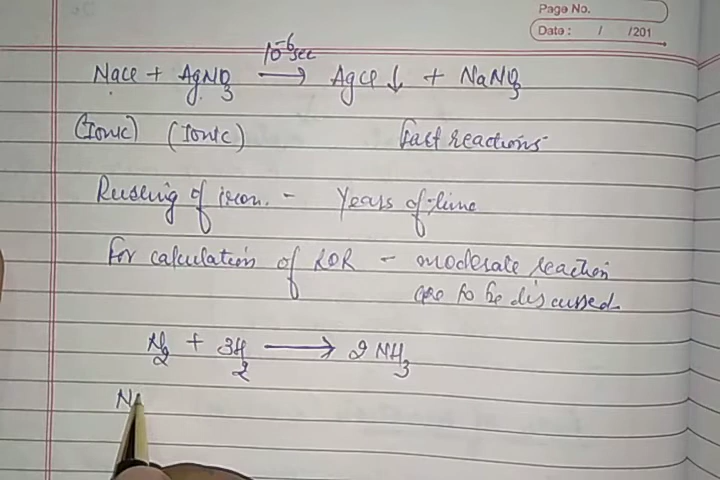 Page No.
Date : / /201
10⁻⁶sec
NaCl + AgNO₃ → AgCl ↓ + NaNO₃
(Ionic) (Ionic) Fast reactions
Rusting of iron. - Years of time
For calculation of ROR - moderate reaction
are to be discussed
N₂ + 3H₂ → 2NH₃
N